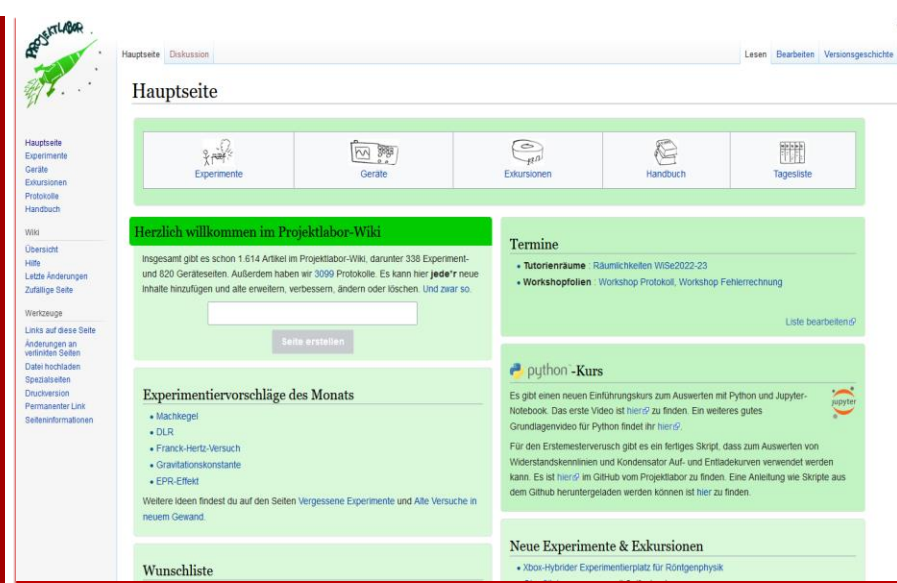 PROJEKTLABOR
Hauptseite Diskussion
Lesen Bearbeiten Versionsgeschichte
Hauptseite
Hauptseite
Experimente
Geräte
Exkursionen
Protokolle
Handbuch
Wiki
Übersicht
Hilfe
Letzte Änderungen
Zufällige Seite
Werkzeuge
Links auf diese Seite
Änderungen an
verlinkten Seiten
Datei hochladen
Spezialseiten
Druckversion
Permanenter Link
Seiteninformationen
Experimente Geräte Exkursionen Handbuch Tagesliste
Herzlich willkommen im Projektlabor-Wiki
Insgesamt gibt es schon 1.614 Artikel im Projektlabor-Wiki, darunter 338 Experiment-
und 820 Geräteseiten. Außerdem haben wir 3099 Protokolle. Es kann hier jede*r neue
Inhalte hinzufügen und alte erweitern, verbessern, ändern oder löschen. Und zwar so.
Seite erstellen
Experimentiervorschläge des Monats
Machkegel
DLR
Franck-Hertz-Versuch
Gravitationskonstante
EPR-Effekt
Weitere Ideen findest du auf den Seiten Vergessene Experimente und Alte Versuche in
neuem Gewand.
Wunschliste
Termine
Tutorienräume : Räumlichkeiten WiSe2022-23
Workshopfolien : Workshop Protokoll, Workshop Fehlerrechnung
Liste bearbeiten
python -Kurs
Es gibt einen neuen Einführungskurs zum Auswerten mit Python und Jupyter-
Notebook. Das erste Video ist hier zu finden. Ein weiteres gutes
Grundlagenvideo für Python findet ihr hier.
jupyter
Für den Erstemesterverusch gibt es ein fertiges Skript, dass zum Auswerten von
Widerstandskennlinien und Kondensator Auf- und Entladekurven verwendet werden
kann. Es ist hier im GitHub vom Projektlabor zu finden. Eine Anleitung wie Skripte aus
dem Github heruntergeladen werden können ist hier zu finden.
Neue Experimente & Exkursionen
Xbox-Hybrider Experimentierplatz für Röntgenphysik